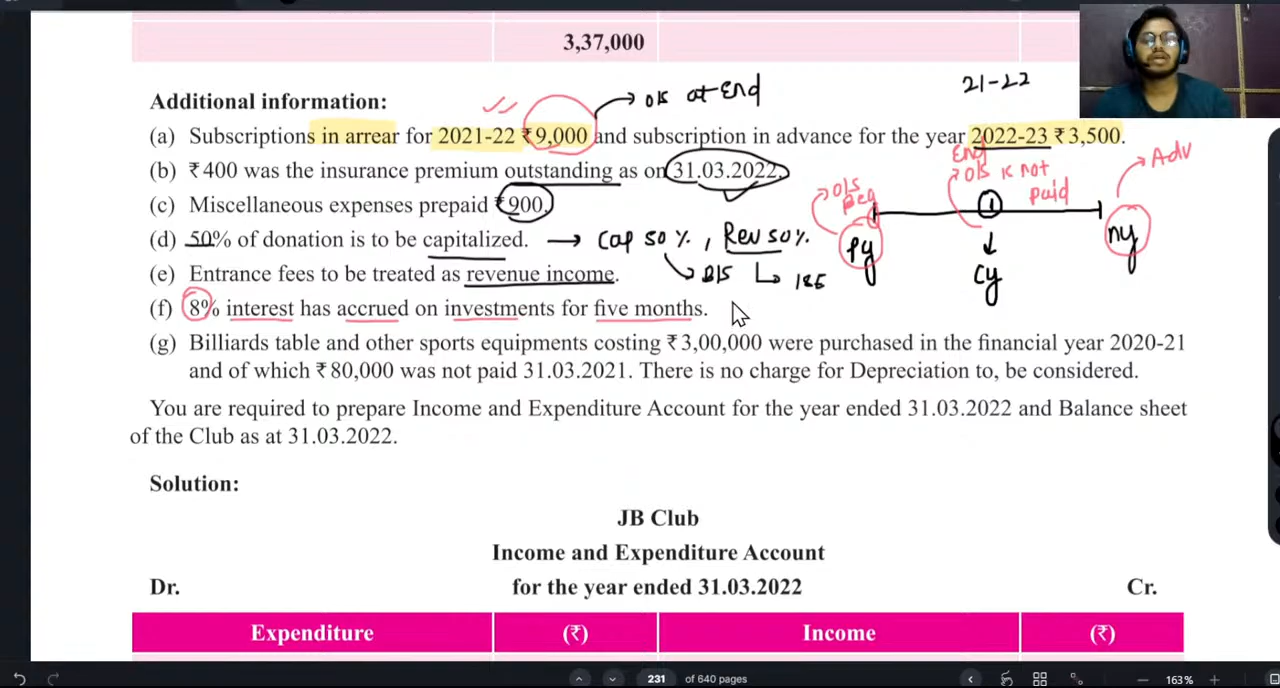 3,37,000
Additional information:
→ O/S at End
21-22
(a) Subscriptions in arrear for 2021-22 ₹ 9,000 and subscription in advance for the year 2022-23 ₹ 3,500.
(b) ₹ 400 was the insurance premium outstanding as on 31.03.2022.
End
→ O/S is not paid
→ Adv
(c) Miscellaneous expenses prepaid ₹ 900.
→ O/S Beg
1
(d) 50% of donation is to be capitalized. → Cap 50 %, Rev 50 %.
Py
ny
(e) Entrance fees to be treated as revenue income.
B/S
I&E
Cy
(f) 8% interest has accrued on investments for five months.
(g) Billiards table and other sports equipments costing ₹ 3,00,000 were purchased in the financial year 2020-21
and of which ₹ 80,000 was not paid 31.03.2021. There is no charge for Depreciation to, be considered.
You are required to prepare Income and Expenditure Account for the year ended 31.03.2022 and Balance sheet
of the Club as at 31.03.2022.
Solution:
JB Club
Income and Expenditure Account
Dr. for the year ended 31.03.2022 Cr.
Expenditure (₹) Income (₹)
231 of 640 pages
163%